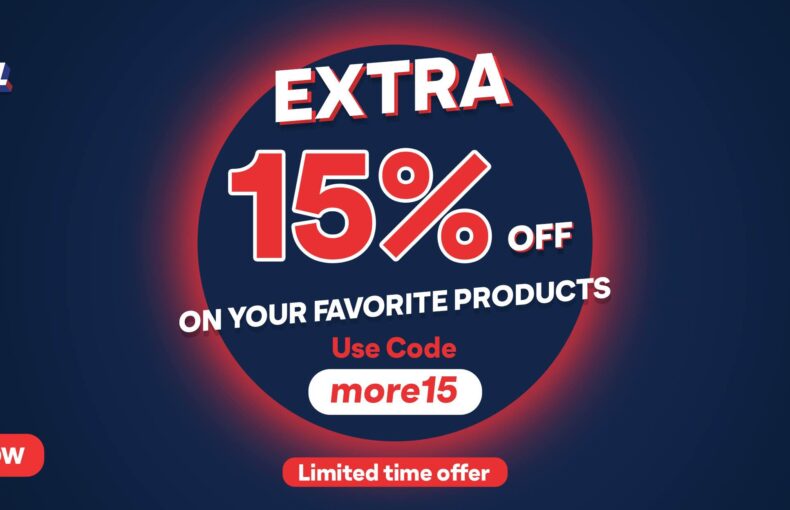 EXTRA
15% OFF
ON YOUR FAVORITE PRODUCTS
Use Code
more15
Limited time offer